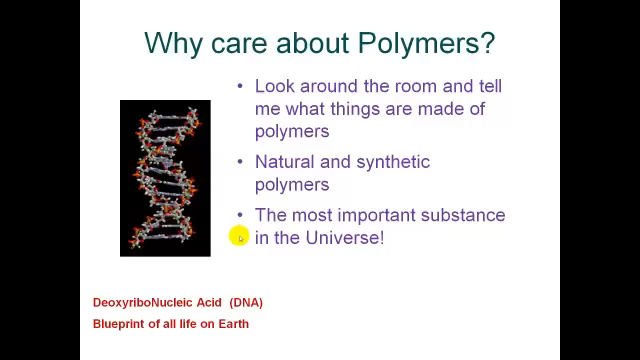 Why care about Polymers?
• Look around the room and tell
me what things are made of
polymers
• Natural and synthetic
polymers
• The most important substance
in the Universe!
DeoxyriboNucleic Acid (DNA)
Blueprint of all life on Earth